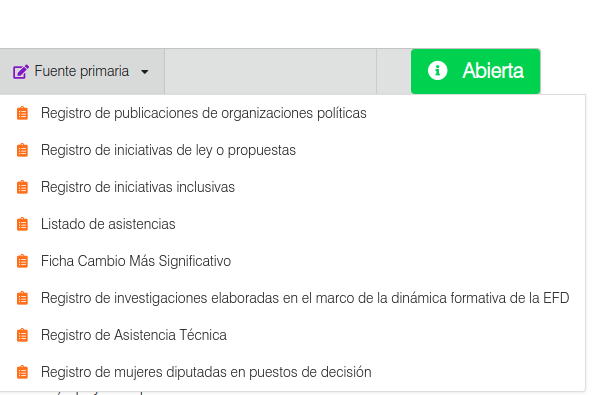 Fuente primaria
Abierta
Registro de publicaciones de organizaciones políticas
Registro de iniciativas de ley o propuestas
Registro de iniciativas inclusivas
Listado de asistencias
Ficha Cambio Más Significativo
Registro de investigaciones elaboradas en el marco de la dinámica formativa de la EFD
Registro de Asistencia Técnica
Registro de mujeres diputadas en puestos de decisión